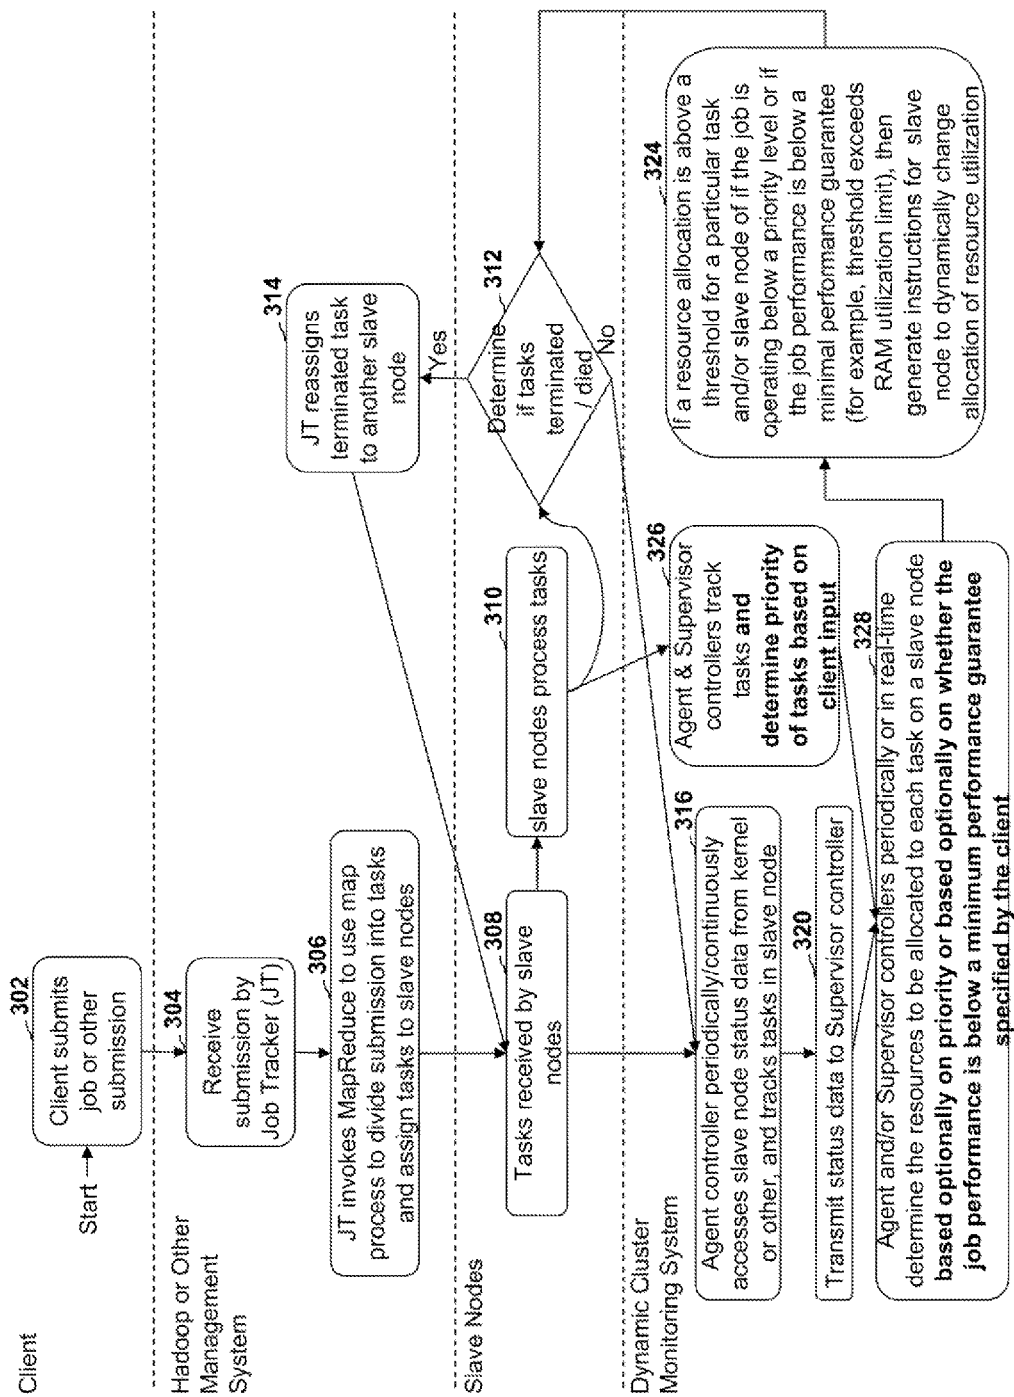 Client
Start
302
Client submits
job or other
submission
Hadoop or Other
Management
System
304
Receive
submission by
Job Tracker (JT)
306
JT invokes MapReduce to use map
process to divide submission into tasks
and assign tasks to slave nodes
314
JT reassigns
terminated task
to another slave
node
Slave Nodes
308
Tasks received by slave
nodes
310
slave nodes process tasks
312
Determine
if tasks
terminated
/ died
Yes
No
Dynamic Cluster
Monitoring System
316
Agent controller periodically/continuously
accesses slave node status data from kernel
or other, and tracks tasks in slave node
320
Transmit status data to Supervisor controller
326
Agent & Supervisor
controllers track
tasks and
determine priority
of tasks based on
client input
328
Agent and/or Supervisor controllers periodically or in real-time
determine the resources to be allocated to each task on a slave node
based optionally on priority or based optionally on whether the
job performance is below a minimum performance guarantee
specified by the client
324
If a resource allocation is above a
threshold for a particular task
and/or slave node of if the job is
operating below a priority level or if
the job performance is below a
minimal performance guarantee
(for example, threshold exceeds
RAM utilization limit), then
generate instructions for slave
node to dynamically change
allocation of resource utilization